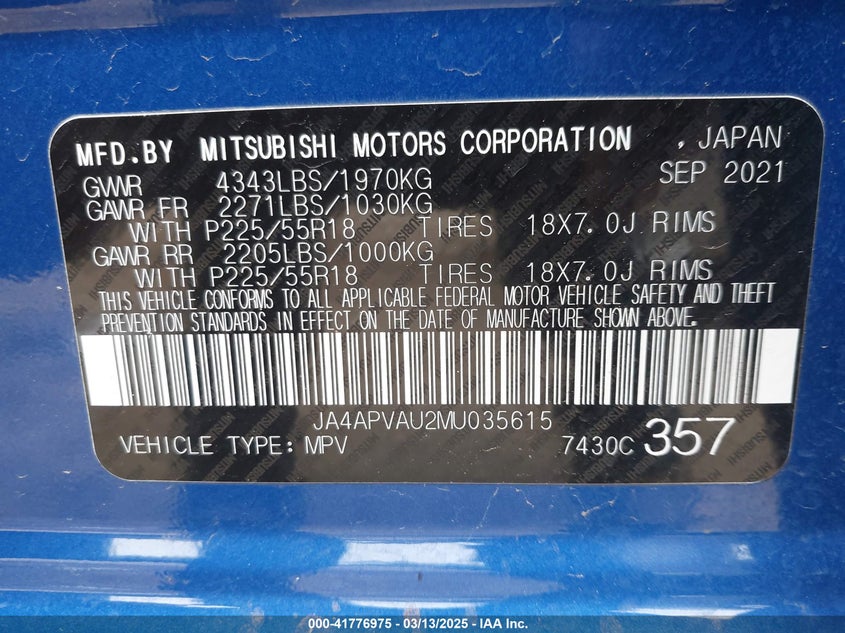 MFD.BY MITSUBISHI MOTORS CORPORATION , JAPAN
GVWR 4343LBS/1970KG SEP 2021
GAWR FR 2271LBS/1030KG
WITH P225/55R18 TIRES 18X7.0J RIMS
GAWR RR 2205LBS/1000KG
WITH P225/55R18 TIRES 18X7.0J RIMS
THIS VEHICLE CONFORMS TO ALL APPLICABLE FEDERAL MOTOR VEHICLE SAFETY AND THEFT
PREVENTION STANDARDS IN EFFECT ON THE DATE OF MANUFACTURE SHOWN ABOVE.
JA4APVAU2MU035615
VEHICLE TYPE: MPV 7430C 357
000-41776975 - 03/13/2025 - IAA Inc.